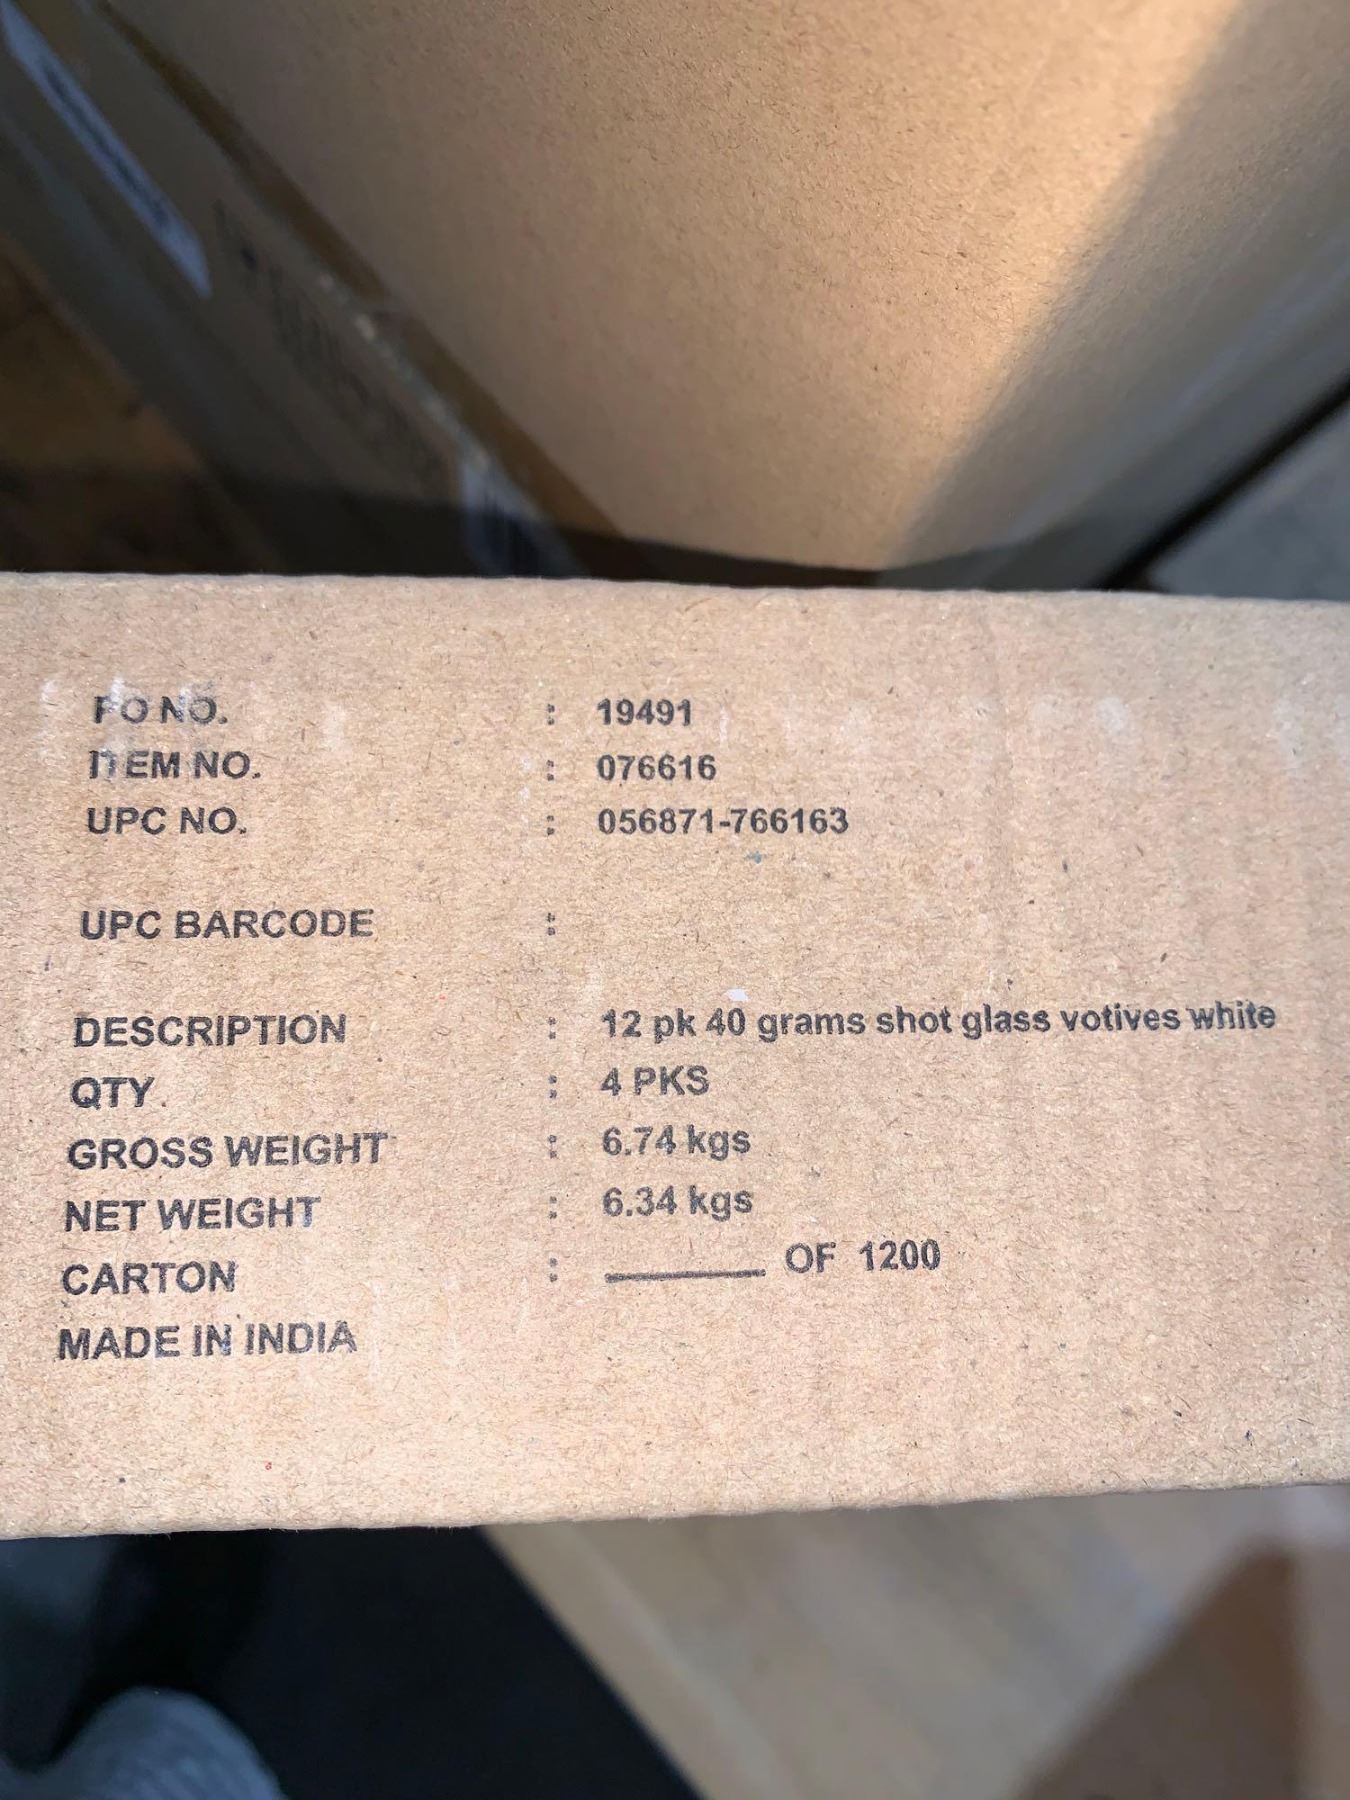 PO NO. : 19491
ITEM NO. : 076616
UPC NO. : 056871-766163
UPC BARCODE :
DESCRIPTION : 12 pk 40 grams shot glass votives white
QTY : 4 PKS
GROSS WEIGHT : 6.74 kgs
NET WEIGHT : 6.34 kgs
CARTON : ______ OF 1200
MADE IN INDIA